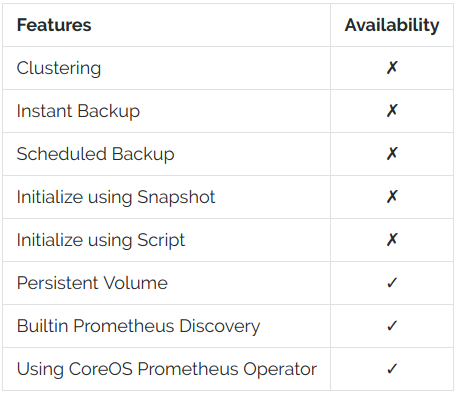 Features Availability
Clustering ✗
Instant Backup ✗
Scheduled Backup ✗
Initialize using Snapshot ✗
Initialize using Script ✗
Persistent Volume ✓
Builtin Prometheus Discovery ✓
Using CoreOS Prometheus Operator ✓